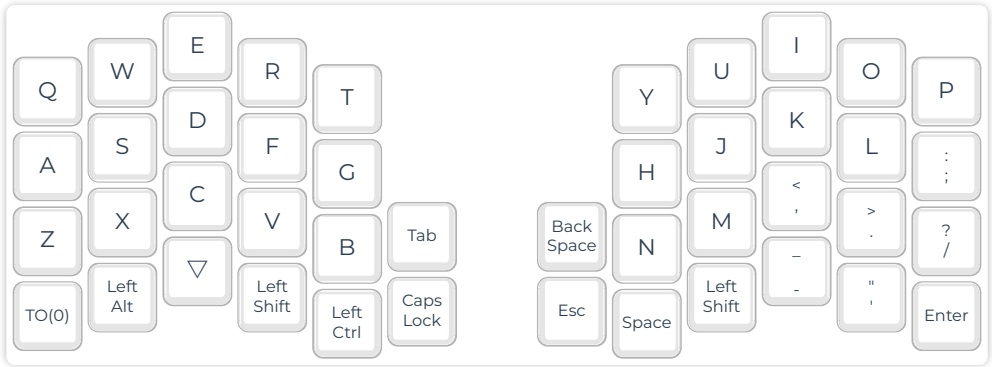 Q W E R T Y U I O P
A S D F G H J K L : ;
Z X C V B Tab Back Space N M < , > . ? /
TO(0) Left Alt ▽ Left Shift Left Ctrl Caps Lock Esc Space Left Shift _ - " ' Enter